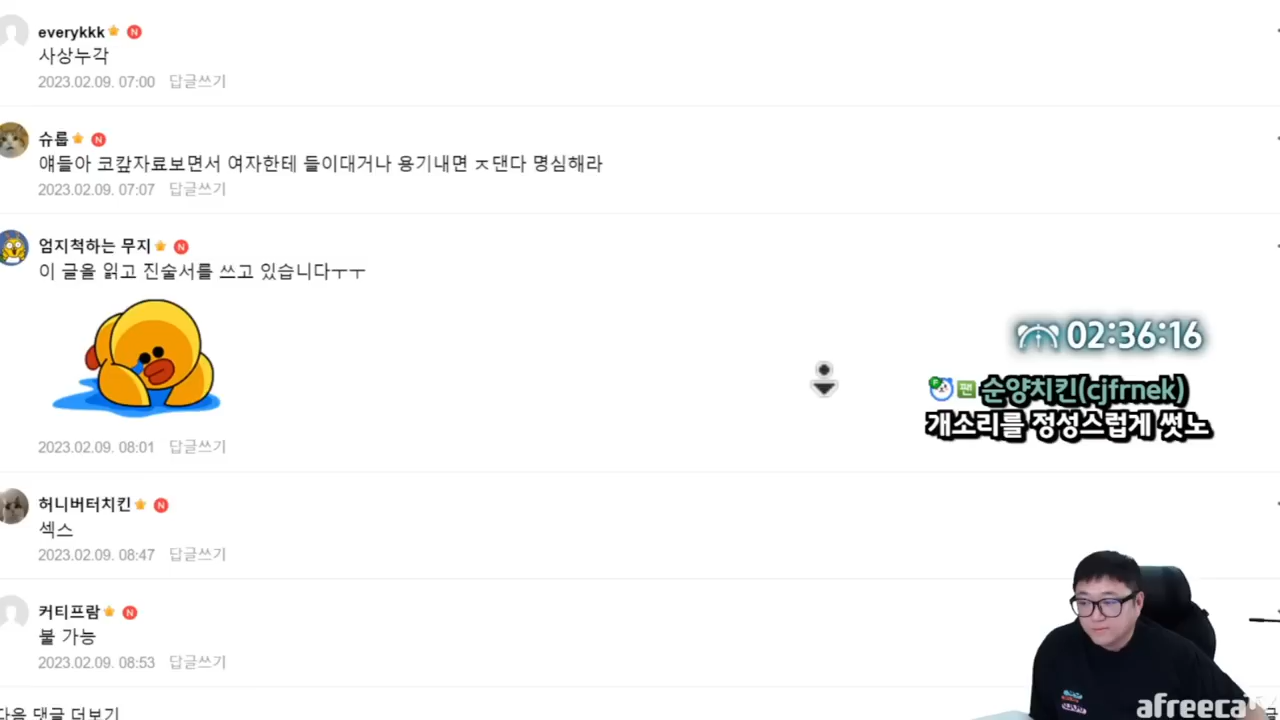 everykkk N
사상누각
2023.02.09. 07:00 답글쓰기
슈룹 N
얘들아 코칲자료보면서 여자한테 들이대거나 용기내면 ㅈ댄다 명심해라
2023.02.09. 07:07 답글쓰기
엄지척하는 무지 N
이 글을 읽고 진술서를 쓰고 있습니다ㅜㅜ
02:36:16
F 팬 순양치킨(cjfrnek)
개소리를 정성스럽게 썻노
2023.02.09. 08:01 답글쓰기
허니버터치킨 N
섹스
2023.02.09. 08:47 답글쓰기
커티프람 N
불 가능
2023.02.09. 08:53 답글쓰기
다음 댓글 더보기
afreecaTV
글